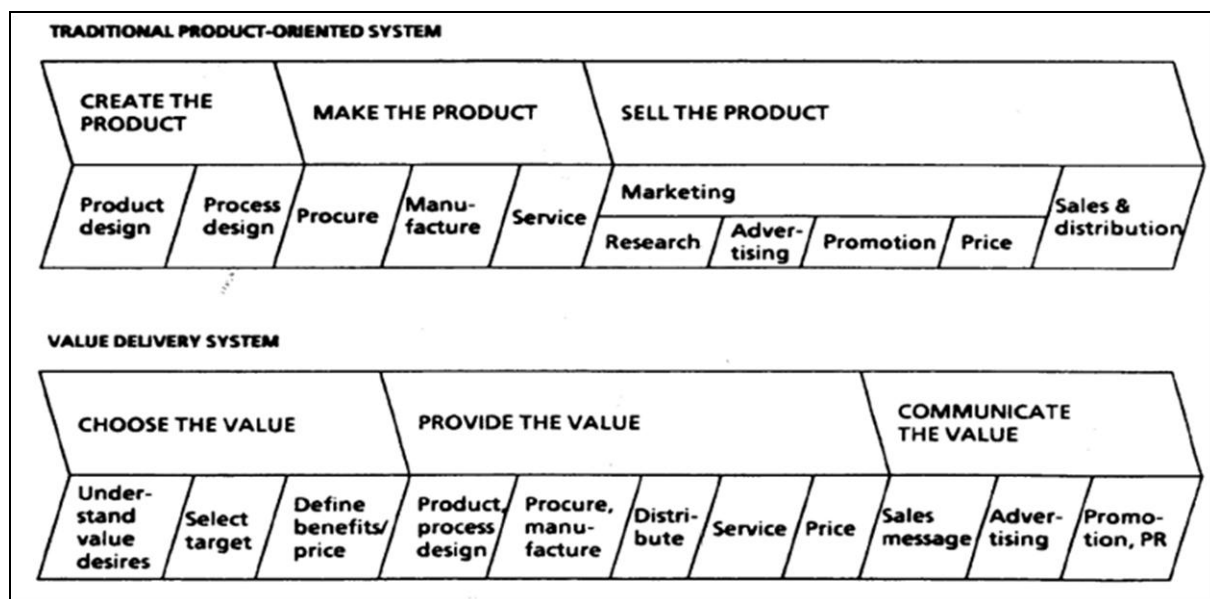 TRADITIONAL PRODUCT-ORIENTED SYSTEM
CREATE THE
PRODUCT
MAKE THE PRODUCT
SELL THE PRODUCT
Product
design
Process
design
Procure
Manu-
facture
Service
Marketing
Research
Adver-
tising
Promotion
Price
Sales &
distribution
VALUE DELIVERY SYSTEM
CHOOSE THE VALUE
PROVIDE THE VALUE
COMMUNICATE
THE VALUE
Under-
stand
value
desires
Select
target
Define
benefits/
price
Product,
process
design
Procure,
manu-
facture
Distri-
bute
Service
Price
Sales
message
Adver-
tising
Promo-
tion, PR